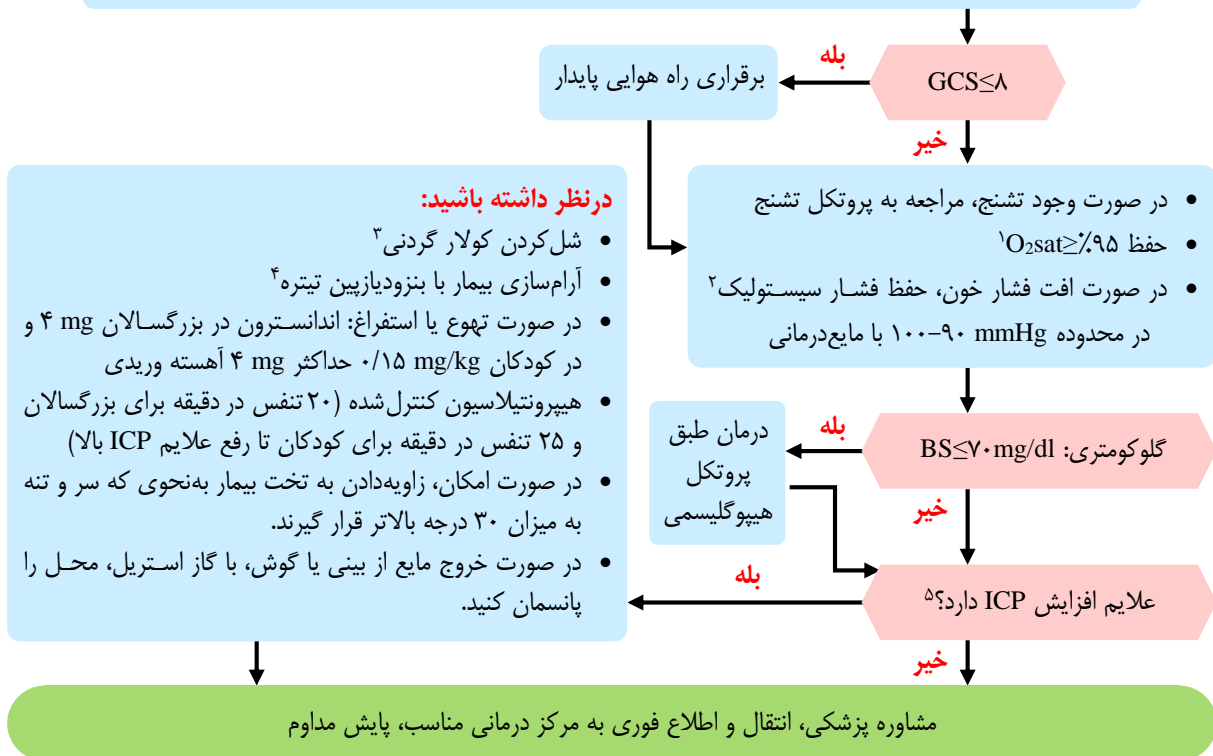 GCS≤۸
بله
برقراری راه هوایی پایدار
خیر
• در صورت وجود تشنج، مراجعه به پروتکل تشنج
• حفظ O₂sat≥٪۹۵¹
• در صورت افت فشار خون، حفظ فشار سیستولیک²
در محدوده ۹۰–۱۰۰ mmHg با مایع‌درمانی
گلوکومتری: BS≤۷۰mg/dl
بله
درمان طبق
پروتکل
هیپوگلیسمی
خیر
علایم افزایش ICP دارد؟⁵
بله
درنظر داشته باشید:
• شل‌کردن کولار گردنی³
• آرام‌سازی بیمار با بنزودیازپین تیتره⁴
• در صورت تهوع یا استفراغ: اندانسترون در بزرگسالان ۴ mg و
در کودکان ۰/۱۵ mg/kg حداکثر ۴ mg آهسته وریدی
• هیپرونتیلاسیون کنترل‌شده (۲۰ تنفس در دقیقه برای بزرگسالان
و ۲۵ تنفس در دقیقه برای کودکان تا رفع علایم ICP بالا)
• در صورت امکان، زاویه‌دادن به تخت بیمار به‌نحوی که سر و تنه
به میزان ۳۰ درجه بالاتر قرار گیرند.
• در صورت خروج مایع از بینی یا گوش، با گاز استریل، محل را
پانسمان کنید.
خیر
مشاوره پزشکی، انتقال و اطلاع فوری به مرکز درمانی مناسب، پایش مداوم